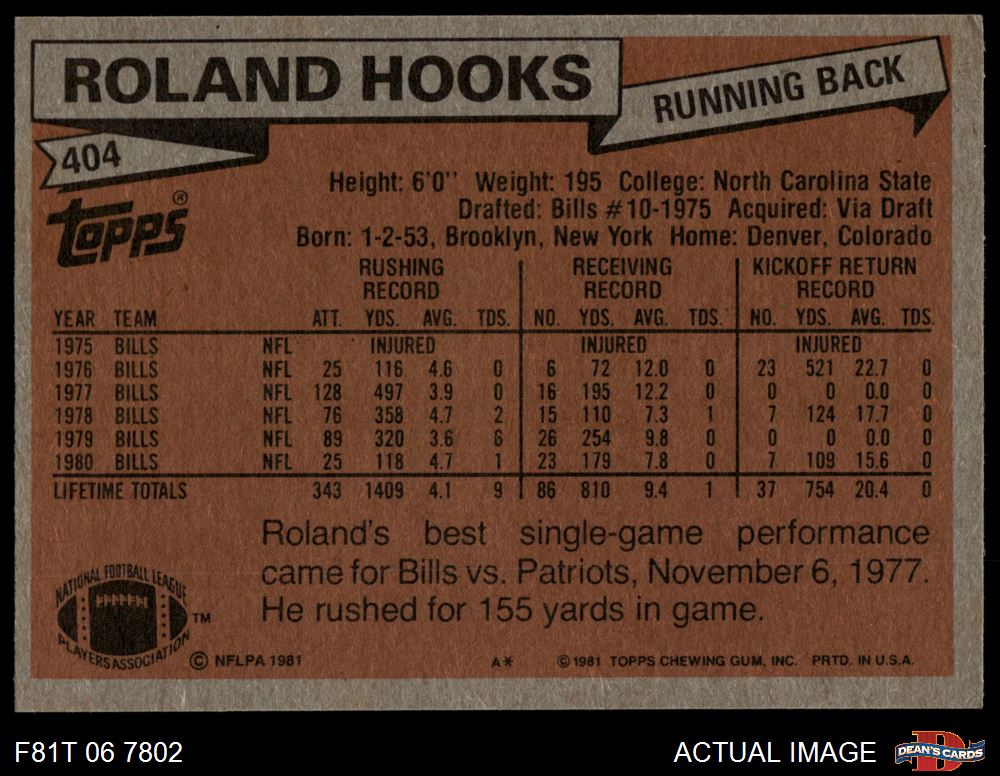 ROLAND HOOKS
RUNNING BACK
404
TOPPS®
Height: 6'0'' Weight: 195 College: North Carolina State
Drafted: Bills #10-1975 Acquired: Via Draft
Born: 1-2-53, Brooklyn, New York Home: Denver, Colorado
RUSHING RECORD RECEIVING RECORD KICKOFF RETURN RECORD
YEAR TEAM ATT. YDS. AVG. TDS. NO. YDS. AVG. TDS. NO. YDS. AVG. TDS.
1975 BILLS NFL INJURED INJURED INJURED
1976 BILLS NFL 25 116 4.6 0 6 72 12.0 0 23 521 22.7 0
1977 BILLS NFL 128 497 3.9 0 16 195 12.2 0 0 0 0.0 0
1978 BILLS NFL 76 358 4.7 2 15 110 7.3 1 7 124 17.7 0
1979 BILLS NFL 89 320 3.6 6 26 254 9.8 0 0 0 0.0 0
1980 BILLS NFL 25 118 4.7 1 23 179 7.8 0 7 109 15.6 0
LIFETIME TOTALS 343 1409 4.1 9 86 810 9.4 1 37 754 20.4 0
Roland's best single-game performance
came for Bills vs. Patriots, November 6, 1977.
He rushed for 155 yards in game.
NATIONAL FOOTBALL LEAGUE
PLAYERS ASSOCIATION
TM
© NFLPA 1981 A* © 1981 TOPPS CHEWING GUM, INC. PRTD. IN U.S.A.
F81T 06 7802 ACTUAL IMAGE
D
DEAN'S CARDS